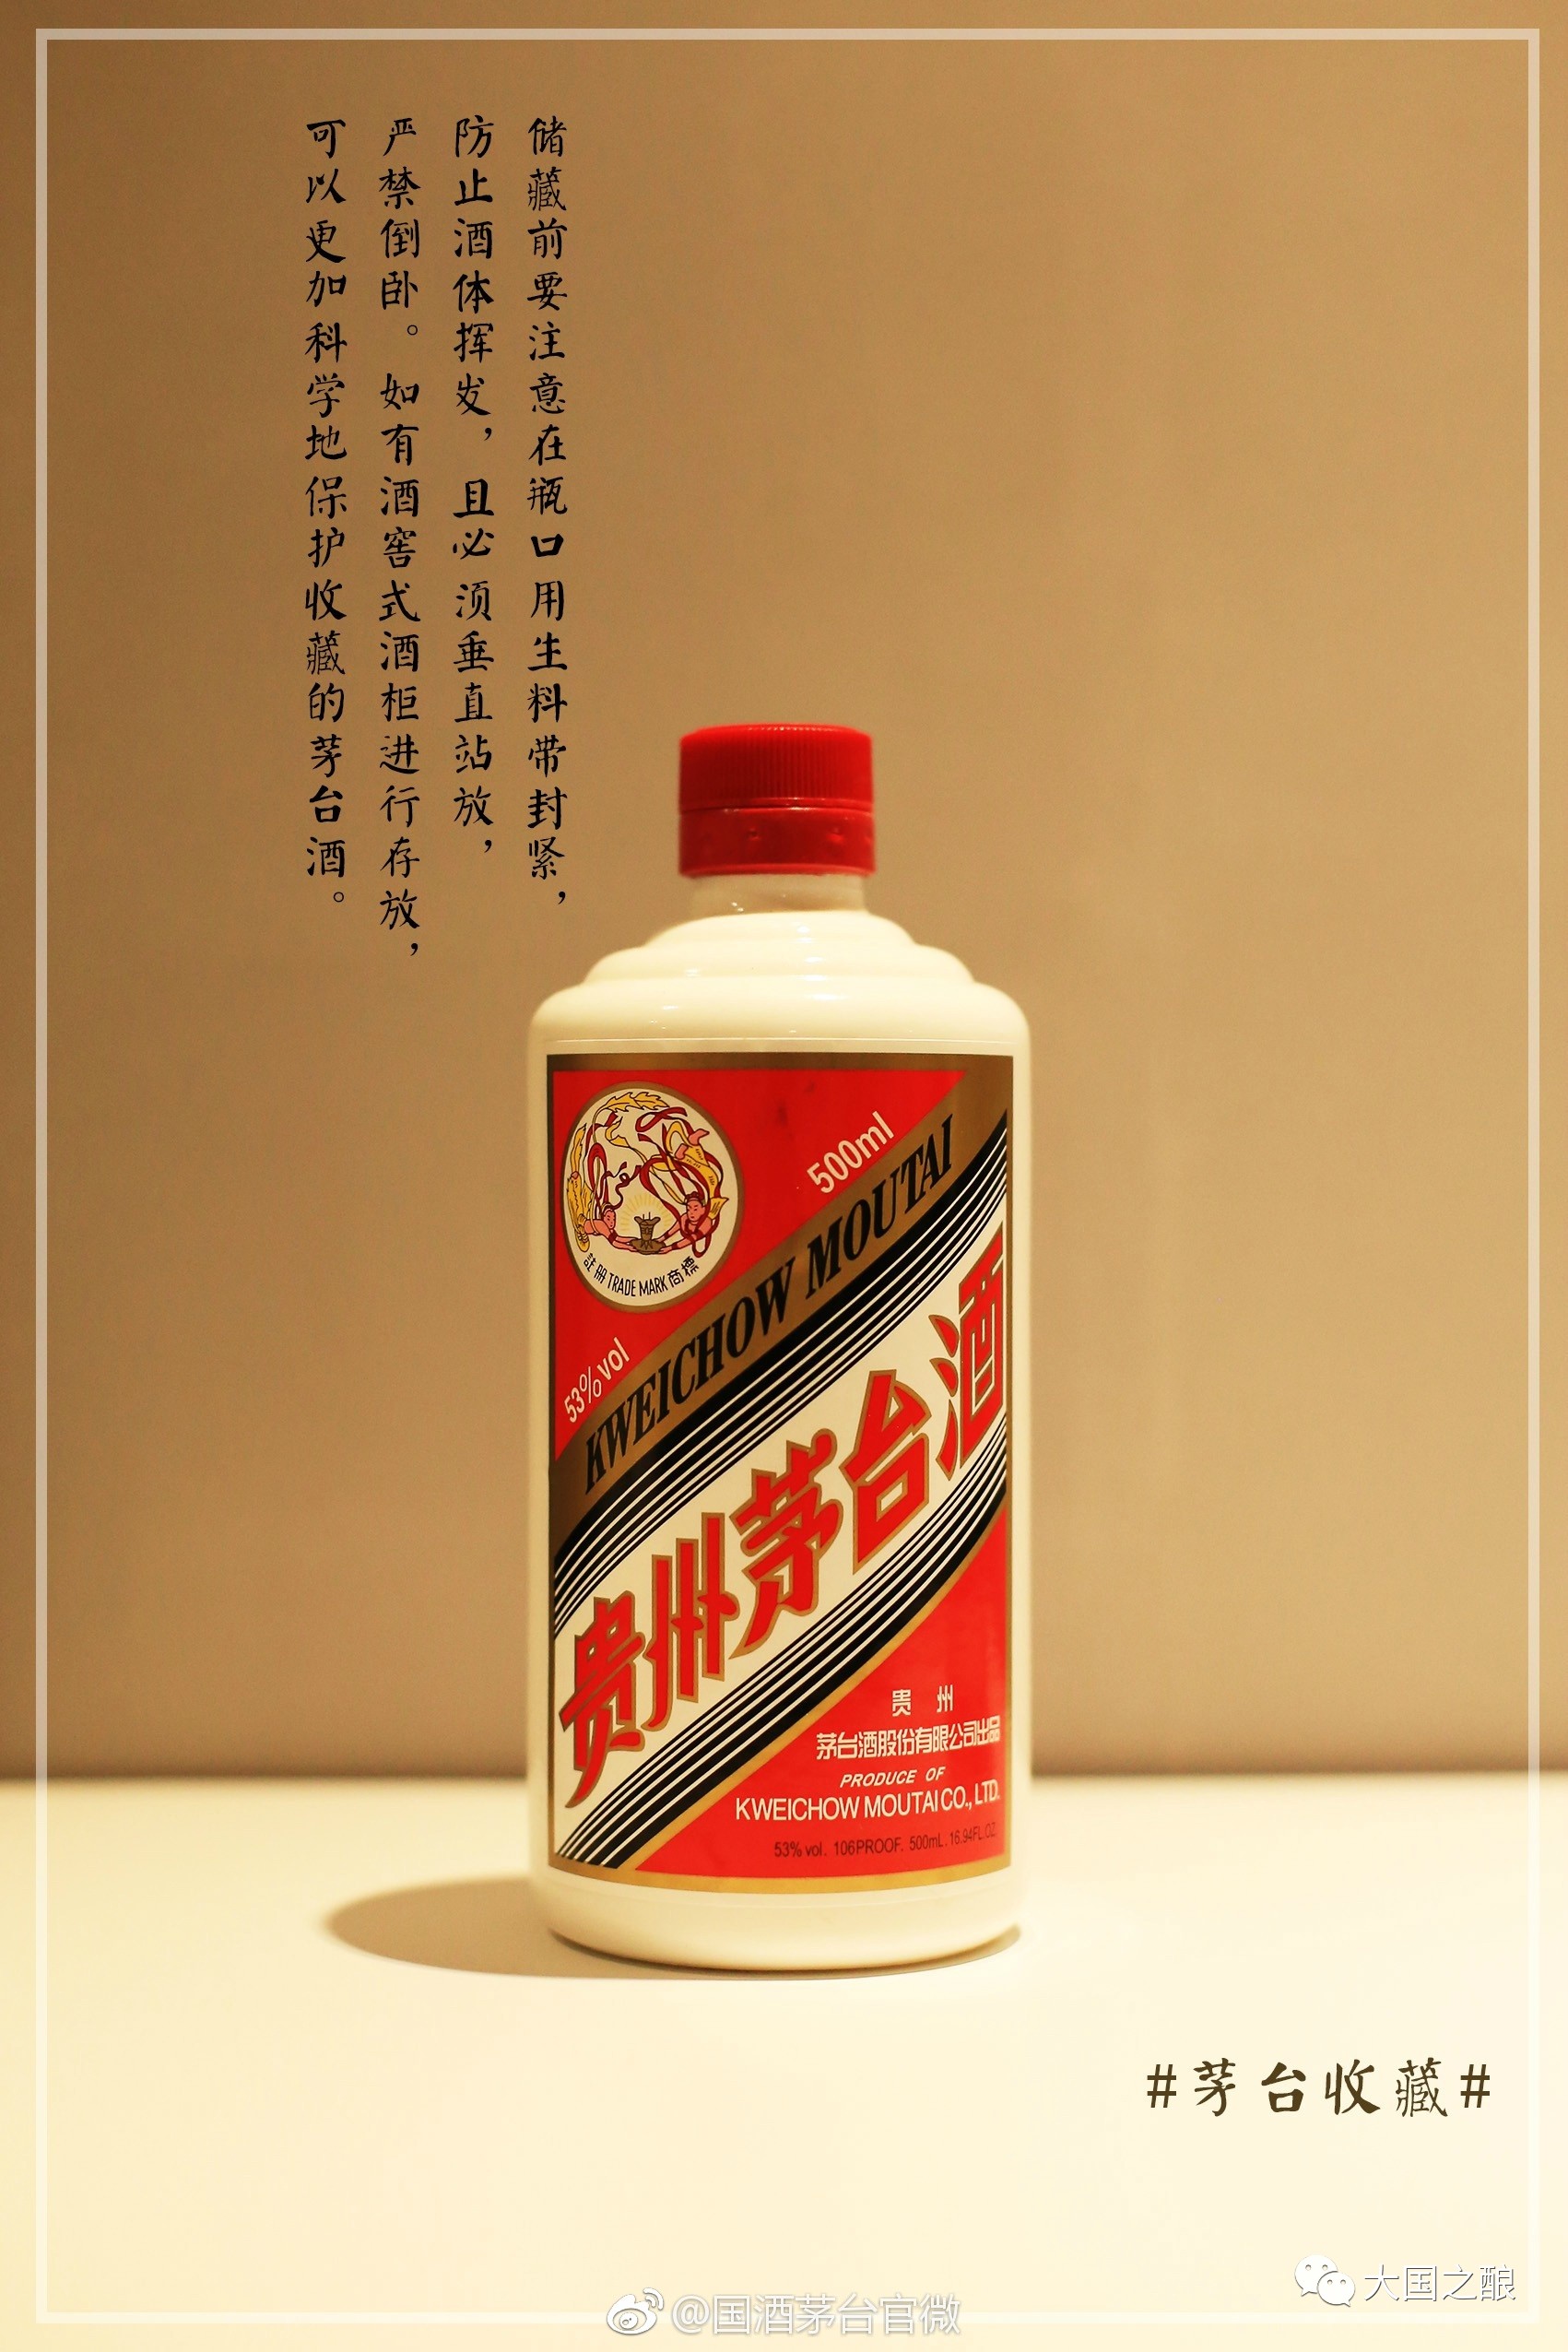 储藏前要注意在瓶口用生料带封紧，
防止酒体挥发，且必须垂直站放，
严禁倒卧。如有酒窖式酒柜进行存放，
可以更加科学地保护收藏的茅台酒。
註冊 TRADE MARK 商標
500ml
53%vol
KWEICHOW MOUTAI
贵州茅台酒
贵 州
茅台酒股份有限公司出品
PRODUCE OF
KWEICHOW MOUTAI CO., LTD.
53% vol. 106PROOF. 500mL. 16.94FL.OZ.
#茅台收藏#
大国之酿
@国酒茅台官微